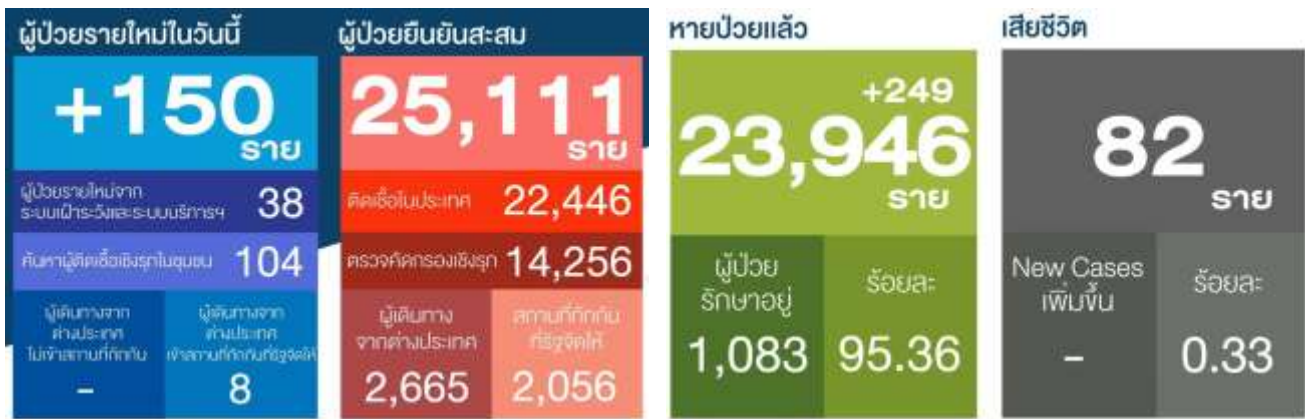 ผู้ป่วยรายใหม่ในวันนี้
+150
ราย
ผู้ป่วยรายใหม่จาก
ระบบเฝ้าระวังและระบบบริการฯ
38
ค้นหาผู้ติดเชื้อเชิงรุกในชุมชน
104
ผู้เดินทางจาก
ต่างประเทศ
ไม่เข้าสถานที่กักกัน
-
ผู้เดินทางจาก
ต่างประเทศ
เข้าสถานที่กักกันที่รัฐจัดให้
8
ผู้ป่วยยืนยันสะสม
25,111
ราย
ติดเชื้อในประเทศ
22,446
ตรวจคัดกรองเชิงรุก
14,256
ผู้เดินทาง
จากต่างประเทศ
2,665
สถานที่กักกัน
ที่รัฐจัดให้
2,056
หายป่วยแล้ว
+249
23,946
ราย
ผู้ป่วย
รักษาอยู่
1,083
ร้อยละ
95.36
เสียชีวิต
82
ราย
New Cases
เพิ่มขึ้น
-
ร้อยละ
0.33